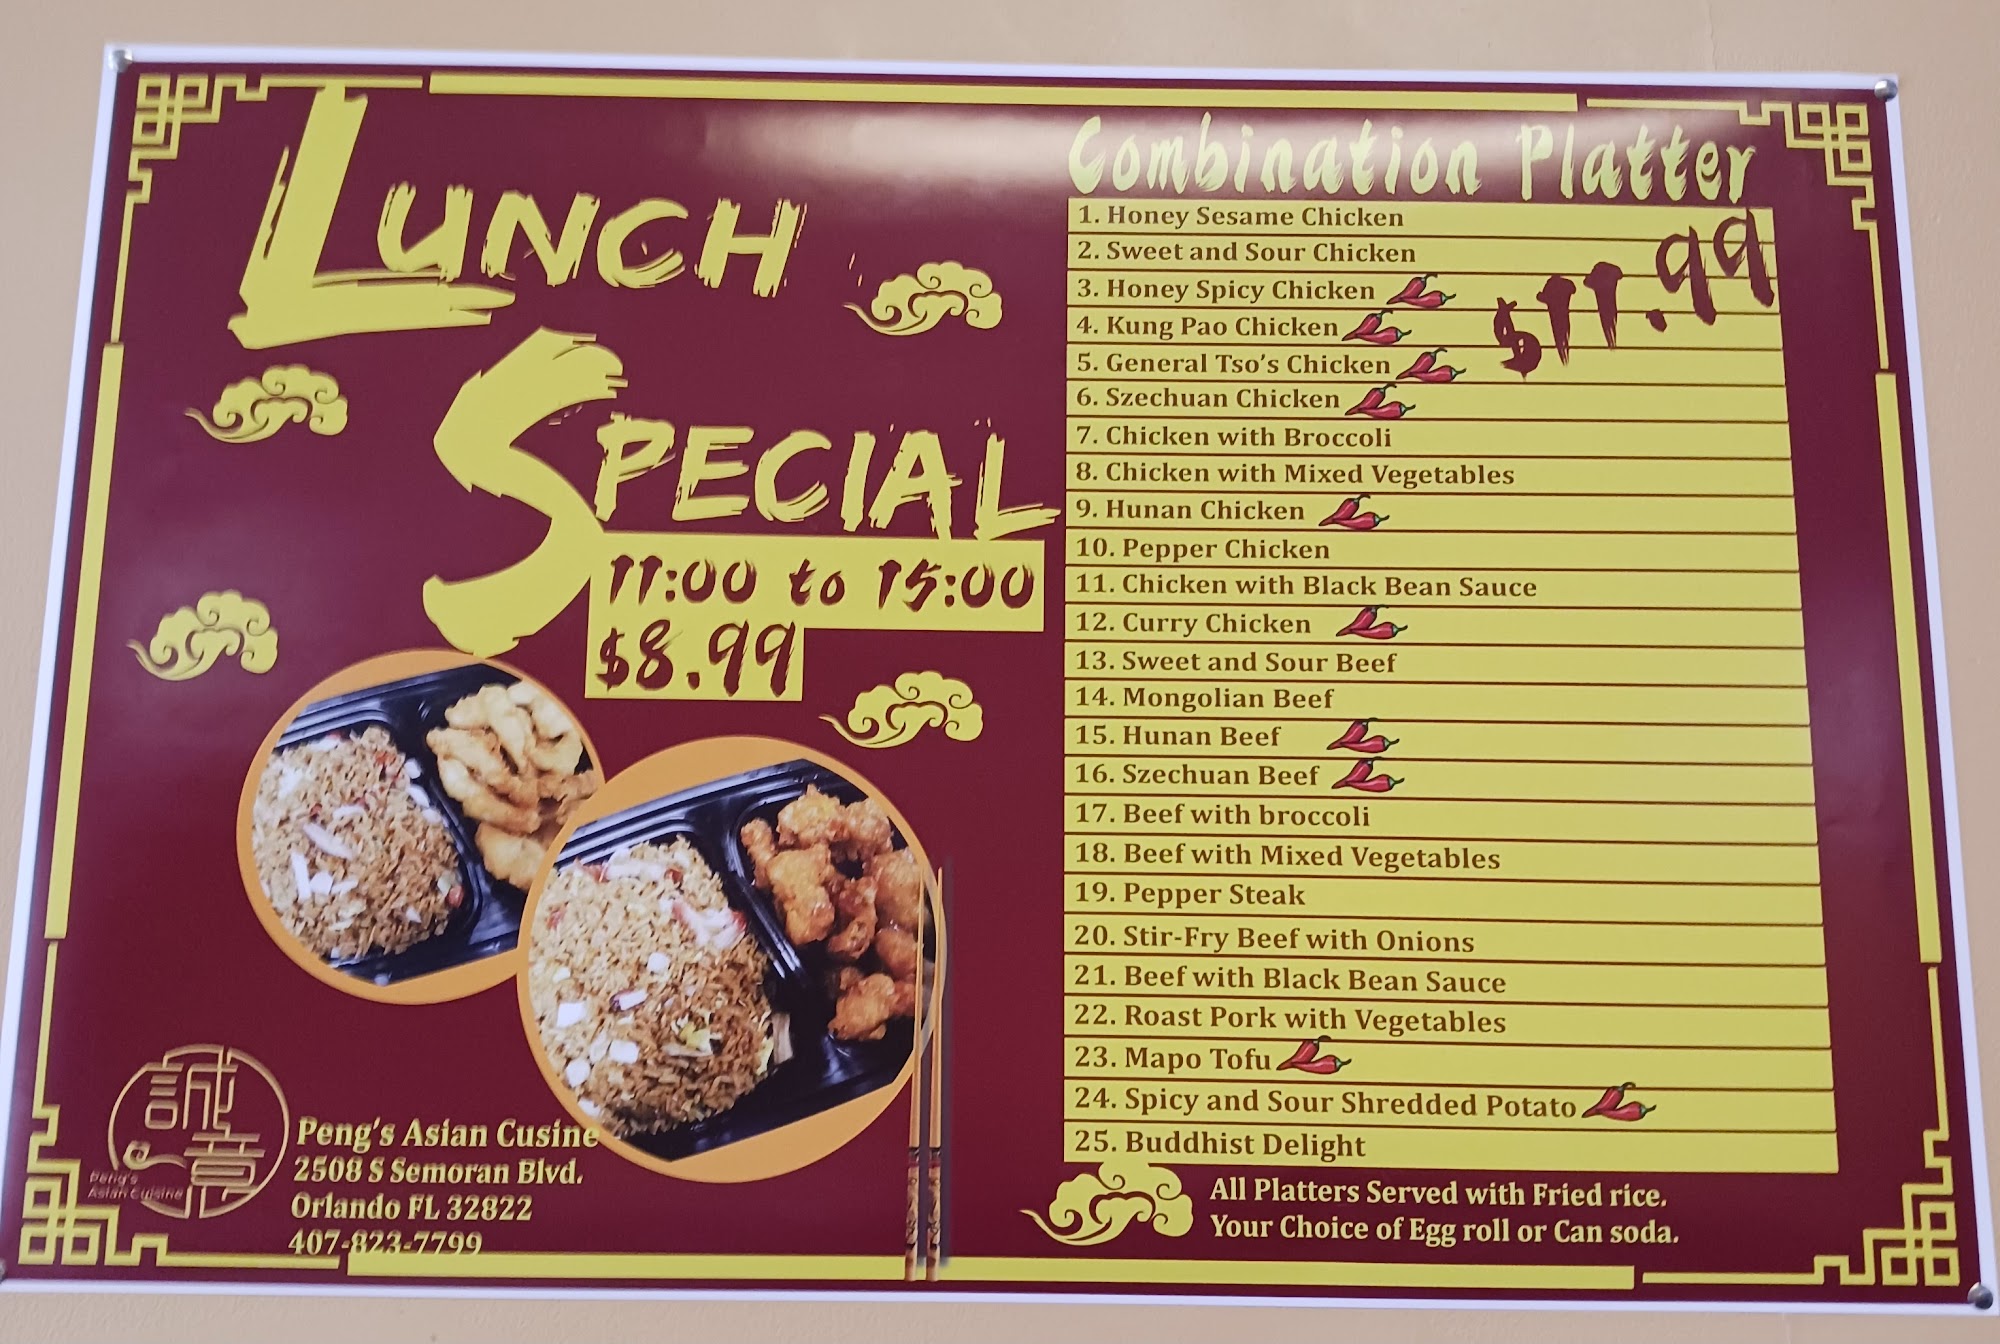 LUNCH
SPECIAL
11:00 to 15:00
$8.99
Combination Platter
$11.99
1. Honey Sesame Chicken
2. Sweet and Sour Chicken
3. Honey Spicy Chicken
4. Kung Pao Chicken
5. General Tso's Chicken
6. Szechuan Chicken
7. Chicken with Broccoli
8. Chicken with Mixed Vegetables
9. Hunan Chicken
10. Pepper Chicken
11. Chicken with Black Bean Sauce
12. Curry Chicken
13. Sweet and Sour Beef
14. Mongolian Beef
15. Hunan Beef
16. Szechuan Beef
17. Beef with broccoli
18. Beef with Mixed Vegetables
19. Pepper Steak
20. Stir-Fry Beef with Onions
21. Beef with Black Bean Sauce
22. Roast Pork with Vegetables
23. Mapo Tofu
24. Spicy and Sour Shredded Potato
25. Buddhist Delight
All Platters Served with Fried rice.
Your Choice of Egg roll or Can soda.
誠意
Peng's
Asian Cuisine
Peng's Asian Cusine
2508 S Semoran Blvd.
Orlando FL 32822
407-823-7799